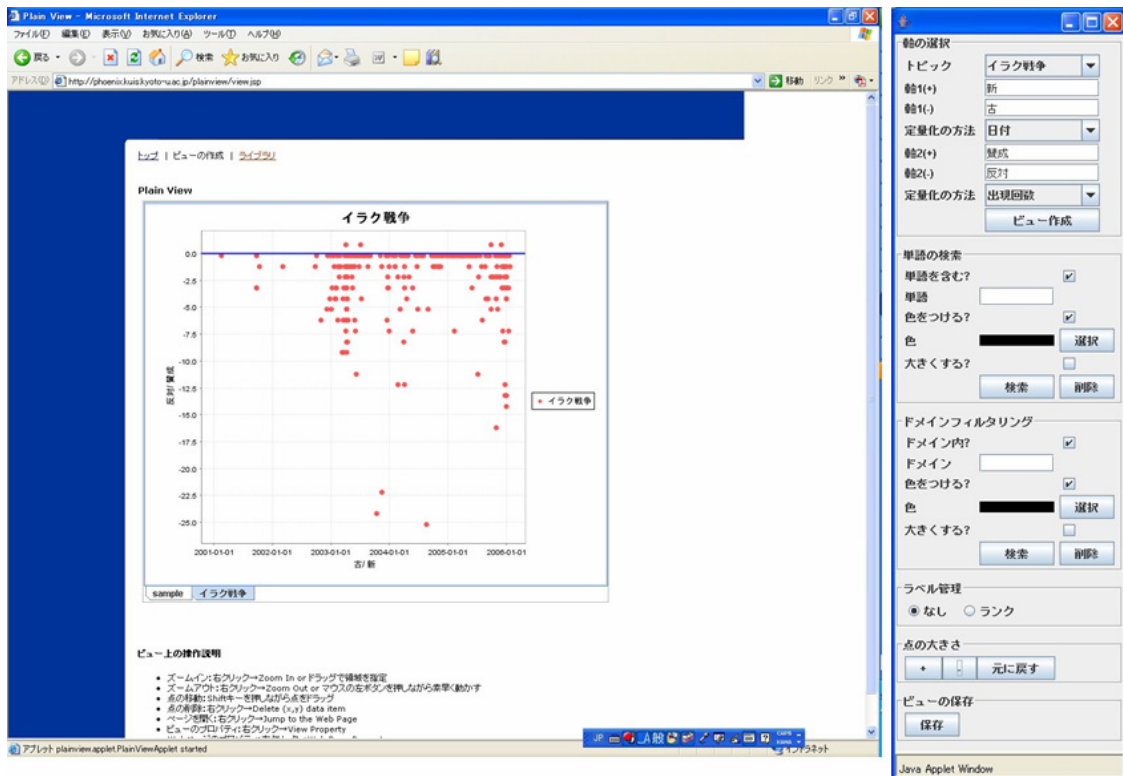 Plain View - Microsoft Internet Explorer
ファイル(F) 編集(E) 表示(V) お気に入り(A) ツール(T) ヘルプ(H)
戻る 検索 お気に入り
アドレス(D) http://phoenix.kuis.kyoto-u.ac.jp/plainview/view.jsp 移動 リンク »
トップ | ビューの作成 | ライブラリ
Plain View
イラク戦争
0.0
-2.5
-5.0
-7.5
-10.0
-12.5
-15.0
-17.5
-20.0
-22.5
-25.0
反対/賛成
イラク戦争
2001-01-01 2002-01-01 2003-01-01 2004-01-01 2005-01-01 2006-01-01
古/新
sample イラク戦争
ビュー上の操作説明
• ズームイン:右クリック→Zoom In or ドラッグで領域を指定
• ズームアウト:右クリック→Zoom Out or マウスの左ボタンを押しながら素早く動かす
• 点の移動:Shiftキーを押しながら点をドラッグ
• 点の削除:右クリック→Delete (x,y) data item
• ページを開く:右クリック→Jump to the Web Page
• ビューのプロパティ:右クリック→View Property
JP A般 CAPS KANA
アプレット plainview.applet.PlainViewApplet started
インターネット
軸の選択
トピック イラク戦争
軸1(+) 新
軸1(-) 古
定量化の方法 日付
軸2(+) 賛成
軸2(-) 反対
定量化の方法 出現回数
ビュー作成
単語の検索
単語を含む?
単語
色をつける?
色 選択
大きくする?
検索 削除
ドメインフィルタリング
ドメイン内?
ドメイン
色をつける?
色 選択
大きくする?
検索 削除
ラベル管理
なし ランク
点の大きさ
+ - 元に戻す
ビューの保存
保存
Java Applet Window